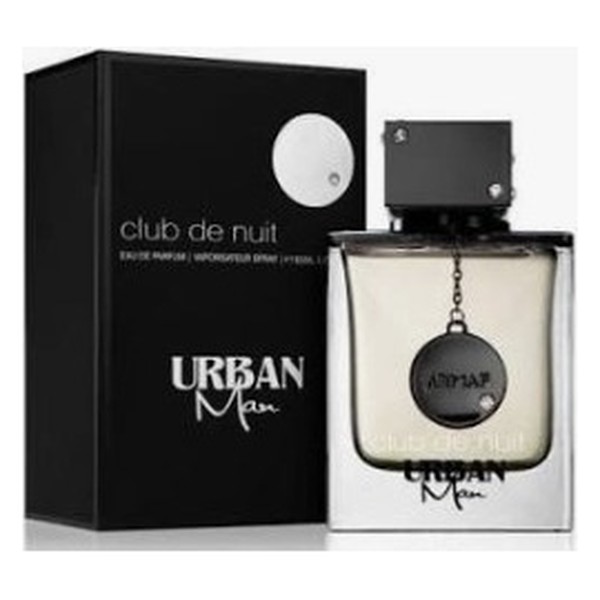 club de nuit
EAU DE PARFUM | VAPORISATEUR SPRAY
URBAN
Man
ARMAF
club de nuit
URBAN
Man